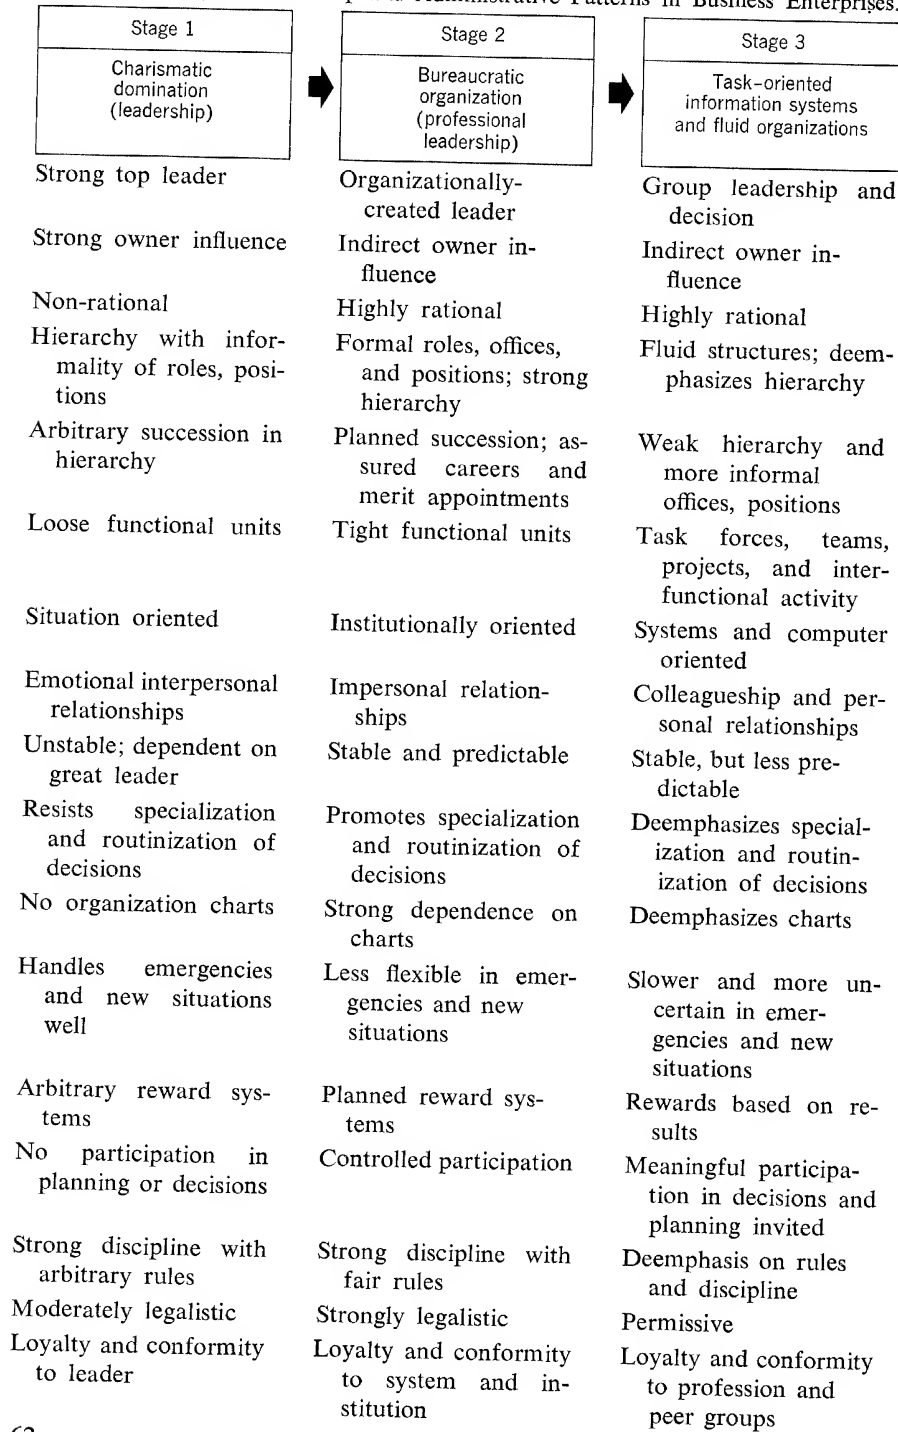 Administrative Patterns in Business Enterprises.
Stage 1
Charismatic
domination
(leadership)
Strong top leader
Strong owner influence
Non-rational
Hierarchy with infor-
mality of roles, posi-
tions
Arbitrary succession in
hierarchy
Loose functional units
Situation oriented
Emotional interpersonal
relationships
Unstable; dependent on
great leader
Resists specialization
and routinization of
decisions
No organization charts
Handles emergencies
and new situations
well
Arbitrary reward sys-
tems
No participation in
planning or decisions
Strong discipline with
arbitrary rules
Moderately legalistic
Loyalty and conformity
to leader
Stage 2
Bureaucratic
organization
(professional
leadership)
Organizationally-
created leader
Indirect owner in-
fluence
Highly rational
Formal roles, offices,
and positions; strong
hierarchy
Planned succession; as-
sured careers and
merit appointments
Tight functional units
Institutionally oriented
Impersonal relation-
ships
Stable and predictable
Promotes specialization
and routinization of
decisions
Strong dependence on
charts
Less flexible in emer-
gencies and new
situations
Planned reward sys-
tems
Controlled participation
Strong discipline with
fair rules
Strongly legalistic
Loyalty and conformity
to system and in-
stitution
Stage 3
Task-oriented
information systems
and fluid organizations
Group leadership and
decision
Indirect owner in-
fluence
Highly rational
Fluid structures; deem-
phasizes hierarchy
Weak hierarchy and
more informal
offices, positions
Task forces, teams,
projects, and inter-
functional activity
Systems and computer
oriented
Colleagueship and per-
sonal relationships
Stable, but less pre-
dictable
Deemphasizes special-
ization and routin-
ization of decisions
Deemphasizes charts
Slower and more un-
certain in emer-
gencies and new
situations
Rewards based on re-
sults
Meaningful participa-
tion in decisions and
planning invited
Deemphasis on rules
and discipline
Permissive
Loyalty and conformity
to profession and
peer groups